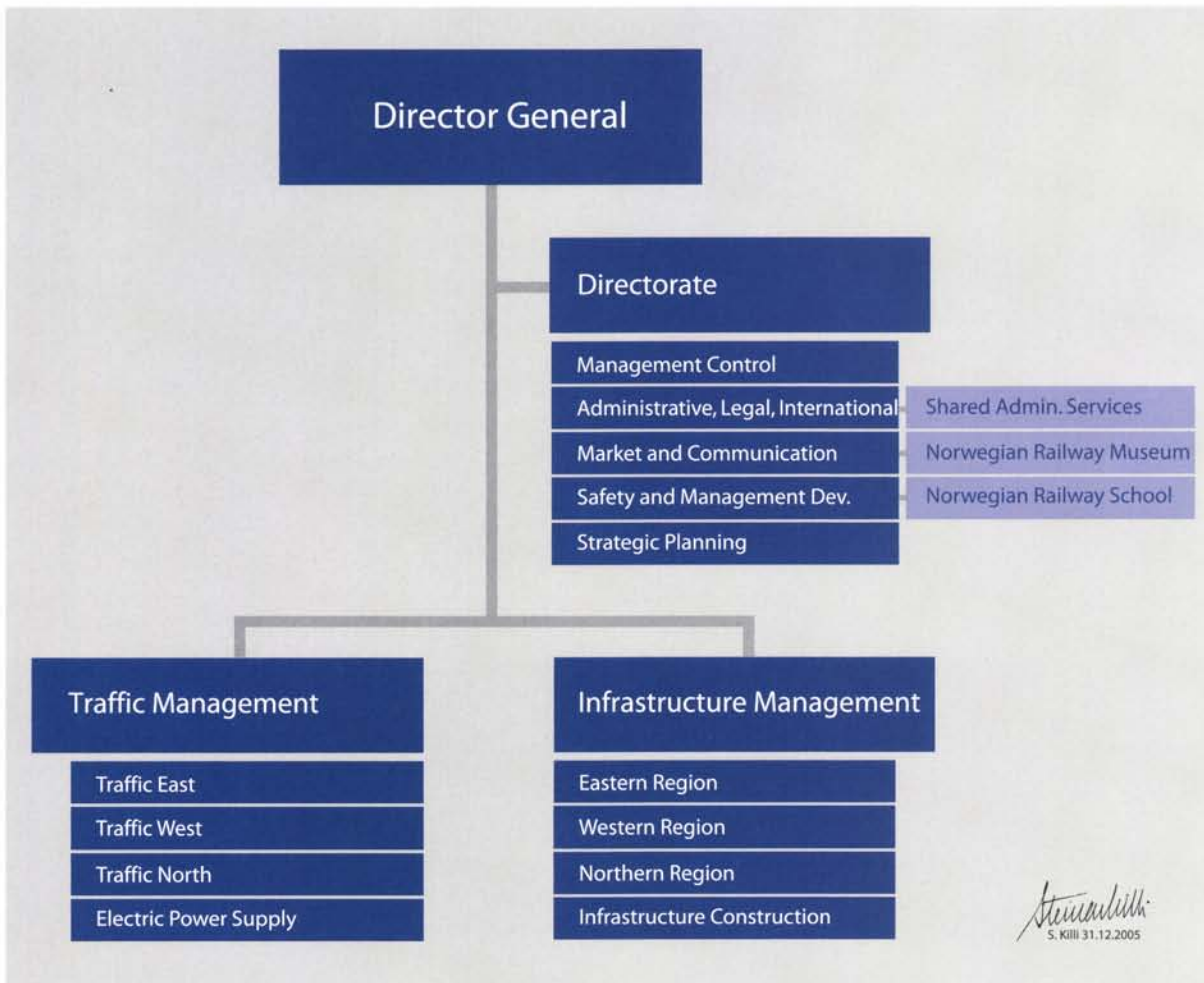 Director General
Directorate
Management Control
Administrative, Legal, International
Shared Admin. Services
Market and Communication
Norwegian Railway Museum
Safety and Management Dev.
Norwegian Railway School
Strategic Planning
Traffic Management
Traffic East
Traffic West
Traffic North
Electric Power Supply
Infrastructure Management
Eastern Region
Western Region
Northern Region
Infrastructure Construction
S. Killi 31.12.2005